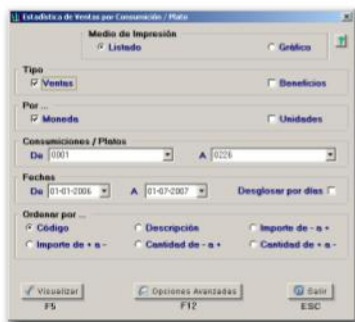 Estadística de Ventas por Consumición / Plato
Medio de Impresión
Listado Gráfico
Tipo
Ventas Beneficios
Por ...
Moneda Unidades
Consumiciones / Platos
De 0001 A 0226
Fechas
De 01-01-2006 A 01-07-2007 Desglosar por días
Ordenar por ...
Código Descripción Importe de - a +
Importe de + a - Cantidad de - a + Cantidad de + a -
Visualizar Opciones Avanzadas Salir
F5 F12 ESC